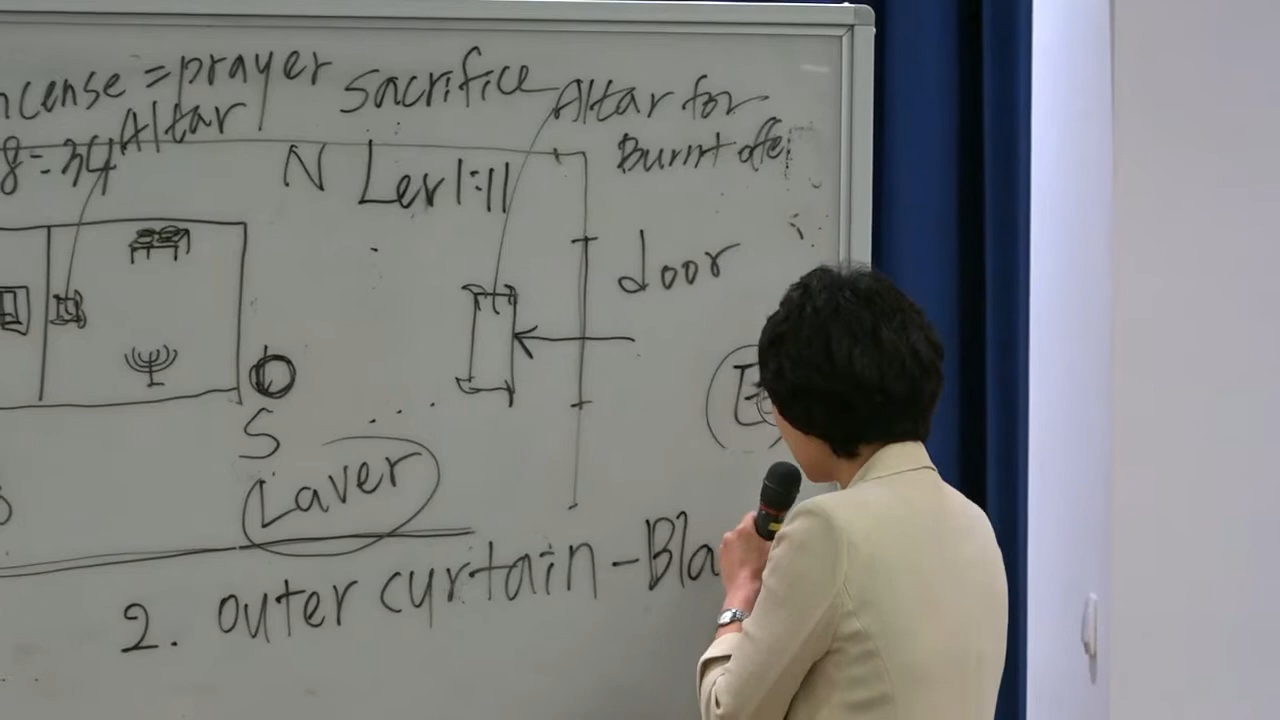 ncense = prayer Sacrifice Altar for
8:34 Altar Burnt offe
N Lev 1:11
door
E
S
Laver
2. outer curtain - Bla